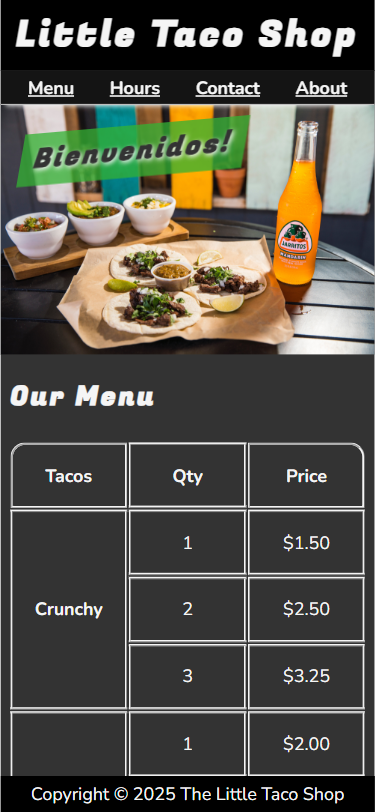 Little Taco Shop
Menu Hours Contact About
Bienvenidos!
JARRITOS
MANDARIN
Our Menu
Tacos Qty Price
Crunchy
1 $1.50
2 $2.50
3 $3.25
1 $2.00
Copyright © 2025 The Little Taco Shop